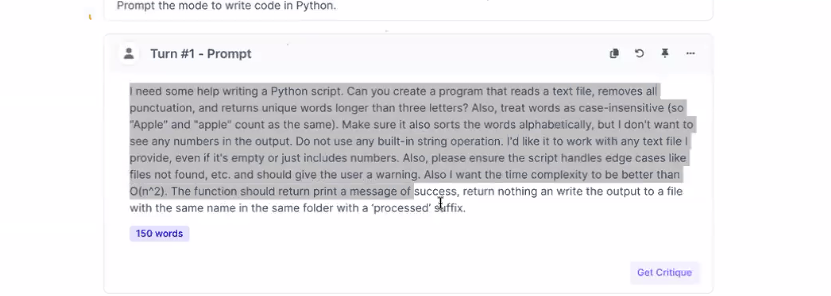 Prompt the mode to write code in Python.
Turn #1 - Prompt
I need some help writing a Python script. Can you create a program that reads a text file, removes all
punctuation, and returns unique words longer than three letters? Also, treat words as case-insensitive (so
"Apple" and "apple" count as the same). Make sure it also sorts the words alphabetically, but I don't want to
see any numbers in the output. Do not use any built-in string operation. I'd like it to work with any text file I
provide, even if it's empty or just includes numbers. Also, please ensure the script handles edge cases like
files not found, etc. and should give the user a warning. Also I want the time complexity to be better than
O(n^2). The function should return print a message of success, return nothing an write the output to a file
with the same name in the same folder with a 'processed' suffix.
150 words
Get Critique